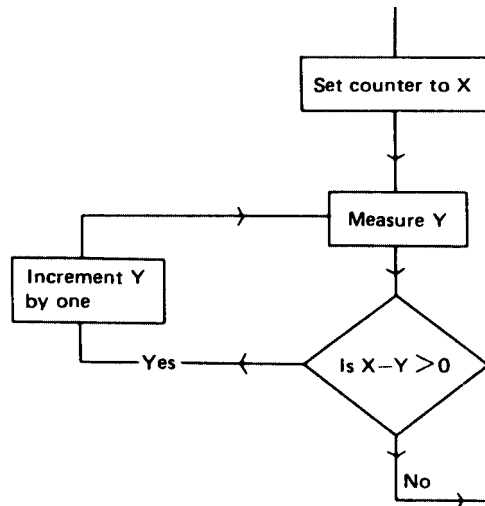 Set counter to X
Measure Y
Increment Y
by one
Yes
Is X–Y >0
No